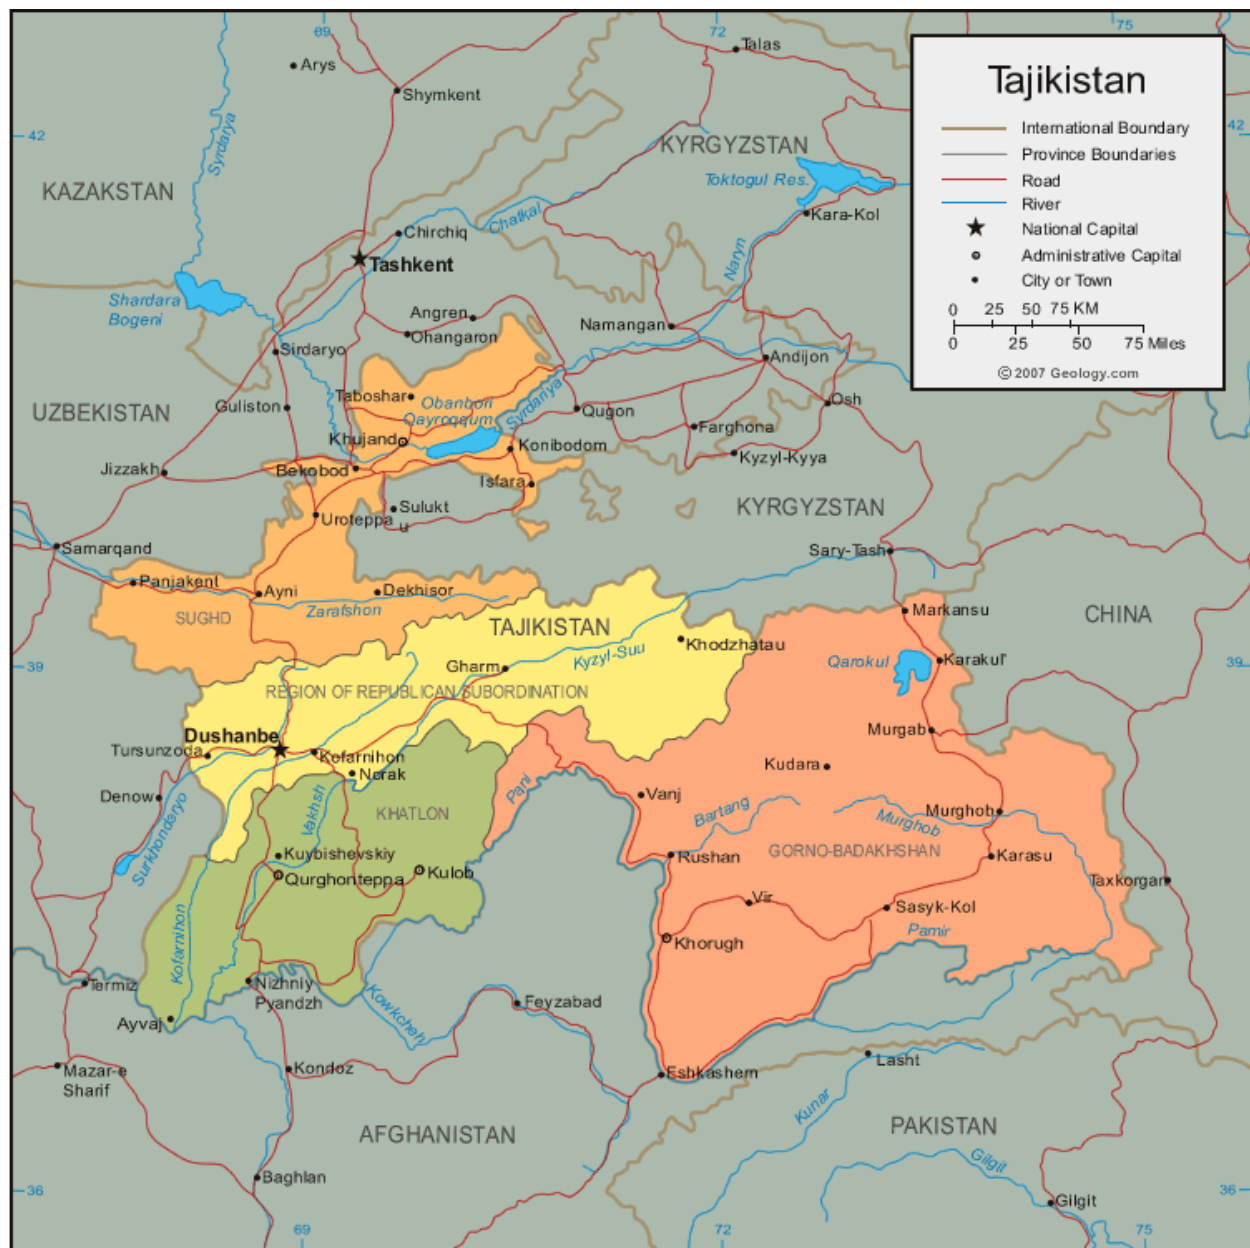 69
72
75
Talas
Arys
Shymkent
Tajikistan
International Boundary
Province Boundaries
Road
River
National Capital
Administrative Capital
City or Town
0 25 50 75 KM
0 25 50 75 Miles
© 2007 Geology.com
42
42
Syrdarya
KYRGYZSTAN
KAZAKSTAN
Toktogul Res.
Kara-Kol
Chatkal
Chirchiq
Tashkent
Naryn
Shardara
Bogeni
Angren
Ohangaron
Namangan
Sirdaryo
Andijon
Taboshar
Obanbori
Qayroqqum
Syrdariya
UZBEKISTAN
Guliston
Qugon
Osh
Farghona
Khujand
Konibodom
Kyzyl-Kyya
Jizzakh
Bekobod
Isfara
Sulukt
u
KYRGYZSTAN
Uroteppa
Samarqand
Sary-Tash
Panjakent
Ayni
Dekhisor
SUGHD
Zarafshon
Markansu
CHINA
TAJIKISTAN
Khodzhatau
Kyzyl-Suu
39
Gharm
Qarokul
Karakul'
39
REGION OF REPUBLICAN SUBORDINATION
Dushanbe
Murgab
Tursunzoda
Kofarnihon
Norak
Kudara
Denow
Surkhondaryo
Vakhsh
KHATLON
Panj
Vanj
Bartang
Murghob
Murghob
Kuybishevskiy
Rushan
GORNO-BADAKHSHAN
Karasu
Qurghonteppa
Kulob
Taxkorgan
Vir
Sasyk-Kol
Kofarnihon
Khorugh
Pamir
Termiz
Nizhniy
Pyandzh
Kowkcheh
Feyzabad
Ayvaj
Mazar-e
Sharif
Kondoz
Eshkashem
Lasht
Kunar
AFGHANISTAN
PAKISTAN
Gilgit
Baghlan
36
36
Gilgit
69
72
75